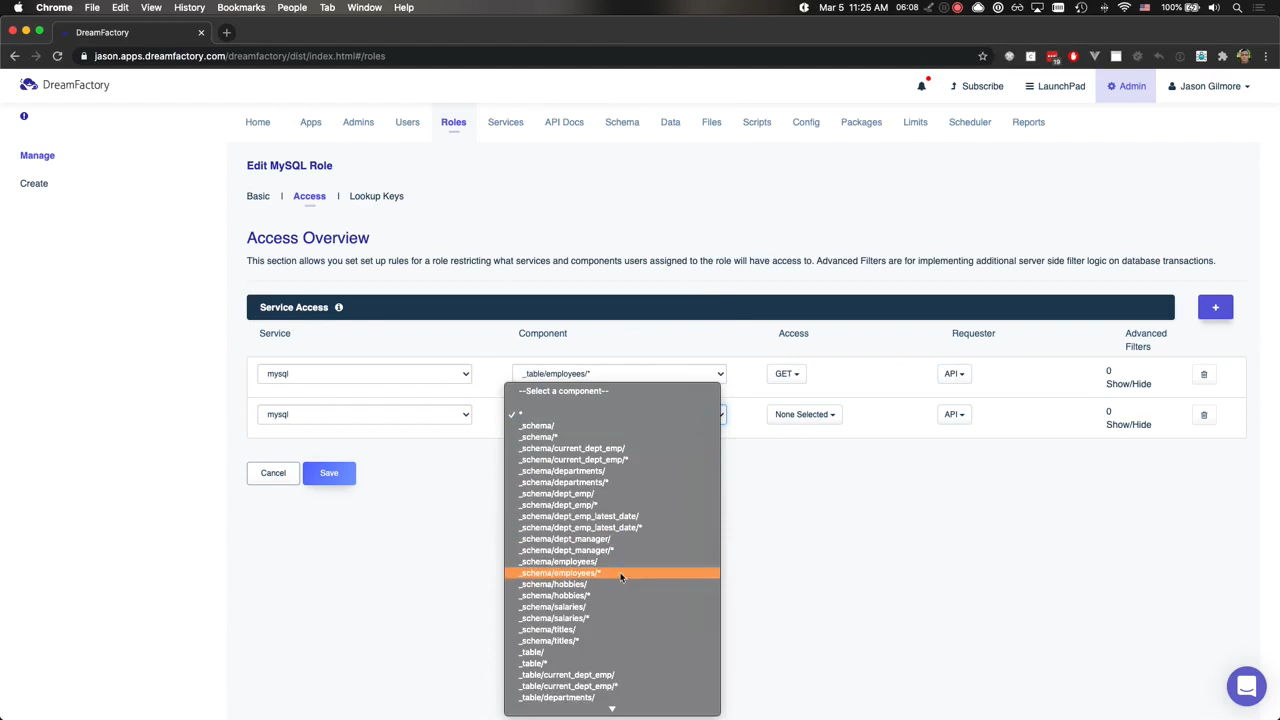 Chrome File Edit View History Bookmarks People Tab Window Help
Mar 5 11:25 AM 06:08
100%
DreamFactory
jason.apps.dreamfactory.com/dreamfactory/dist/index.html#/roles
19
DreamFactory
Subscribe LaunchPad Admin Jason Gilmore
Home Apps Admins Users Roles Services API Docs Schema Data Files Scripts Config Packages Limits Scheduler Reports
Manage
Create
Edit MySQL Role
Basic | Access | Lookup Keys
Access Overview
This section allows you set set up rules for a role restricting what services and components users assigned to the role will have access to. Advanced Filters are for implementing additional server side filter logic on database transactions.
Service Access
+
Service Component Access Requester Advanced Filters
mysql _table/employees/* GET API 0 Show/Hide
mysql None Selected API 0 Show/Hide
Cancel Save
--Select a component--
✓ *
_schema/
_schema/*
_schema/current_dept_emp/
_schema/current_dept_emp/*
_schema/departments/
_schema/departments/*
_schema/dept_emp/
_schema/dept_emp/*
_schema/dept_emp_latest_date/
_schema/dept_emp_latest_date/*
_schema/dept_manager/
_schema/dept_manager/*
_schema/employees/
_schema/employees/*
_schema/hobbies/
_schema/hobbies/*
_schema/salaries/
_schema/salaries/*
_schema/titles/
_schema/titles/*
_table/
_table/*
_table/current_dept_emp/
_table/current_dept_emp/*
_table/departments/